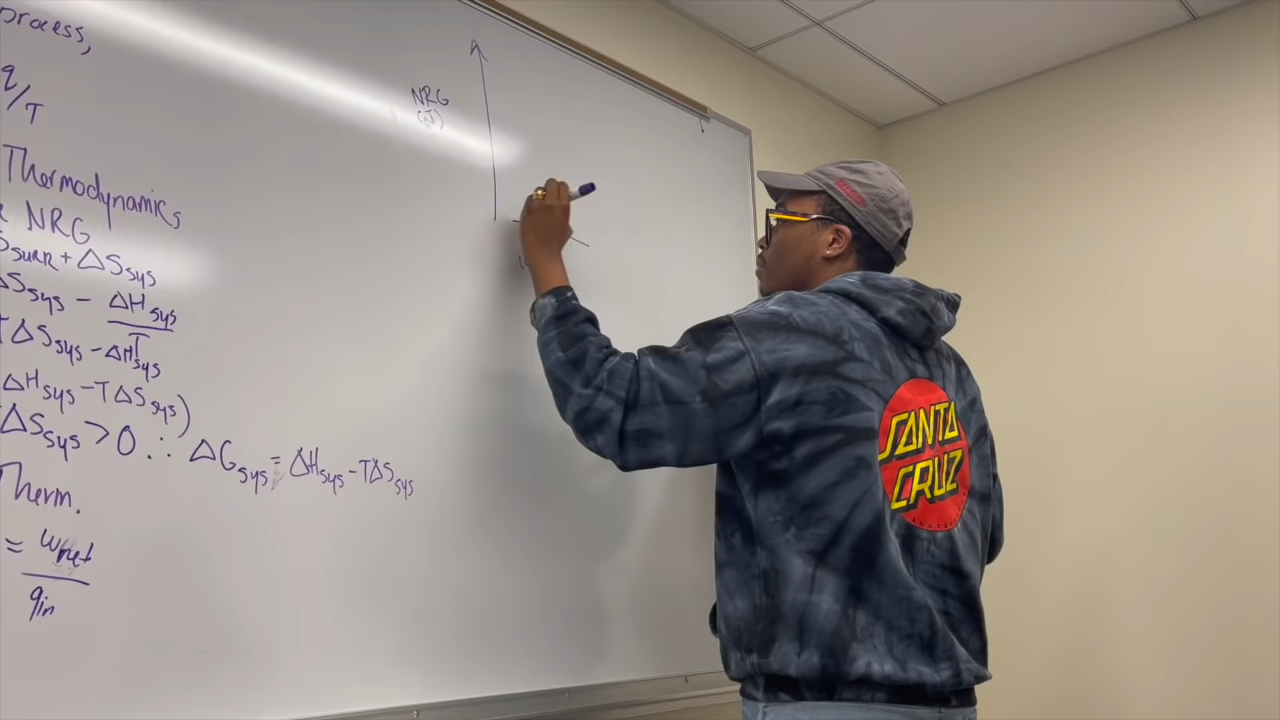 process,
q/T
Thermodynamics
NRG
Ssurr + ΔSsys
ΔSsys - ΔHsys/T
TΔSsys - ΔHsys
ΔHsys - TΔSsys)
ΔSsys > 0 ∴ ΔGsys = ΔHsys - TΔSsys
Therm.
= wnet/qin
NRG
SANTA
CRUZ